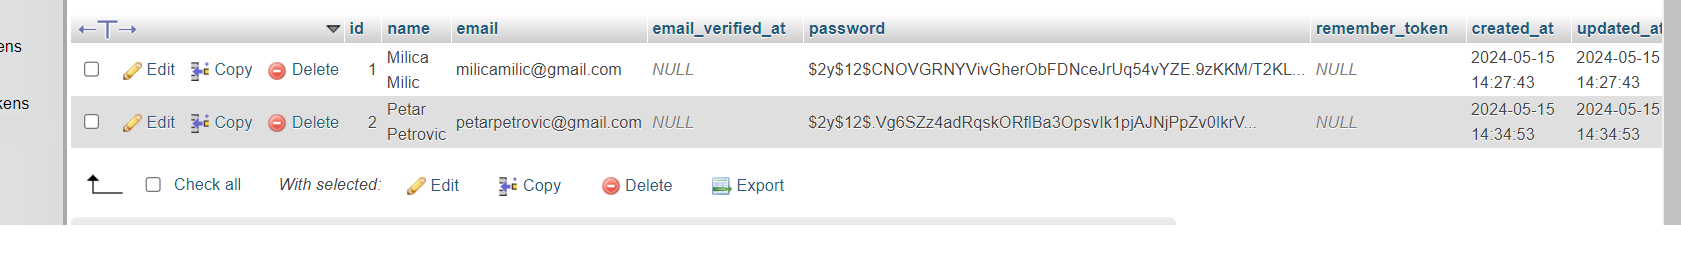 ens
kens
id name email email_verified_at password remember_token created_at updated_at
Edit Copy Delete 1 Milica Milic milicamilic@gmail.com NULL $2y$12$CNOVGRNYVivGherObFDNceJrUq54vYZE.9zKKM/T2KL... NULL 2024-05-15 14:27:43 2024-05-15 14:27:43
Edit Copy Delete 2 Petar Petrovic petarpetrovic@gmail.com NULL $2y$12$.Vg6SZz4adRqskORflBa3Opsvlk1pjAJNjPpZv0lkrV... NULL 2024-05-15 14:34:53 2024-05-15 14:34:53
Check all With selected: Edit Copy Delete Export